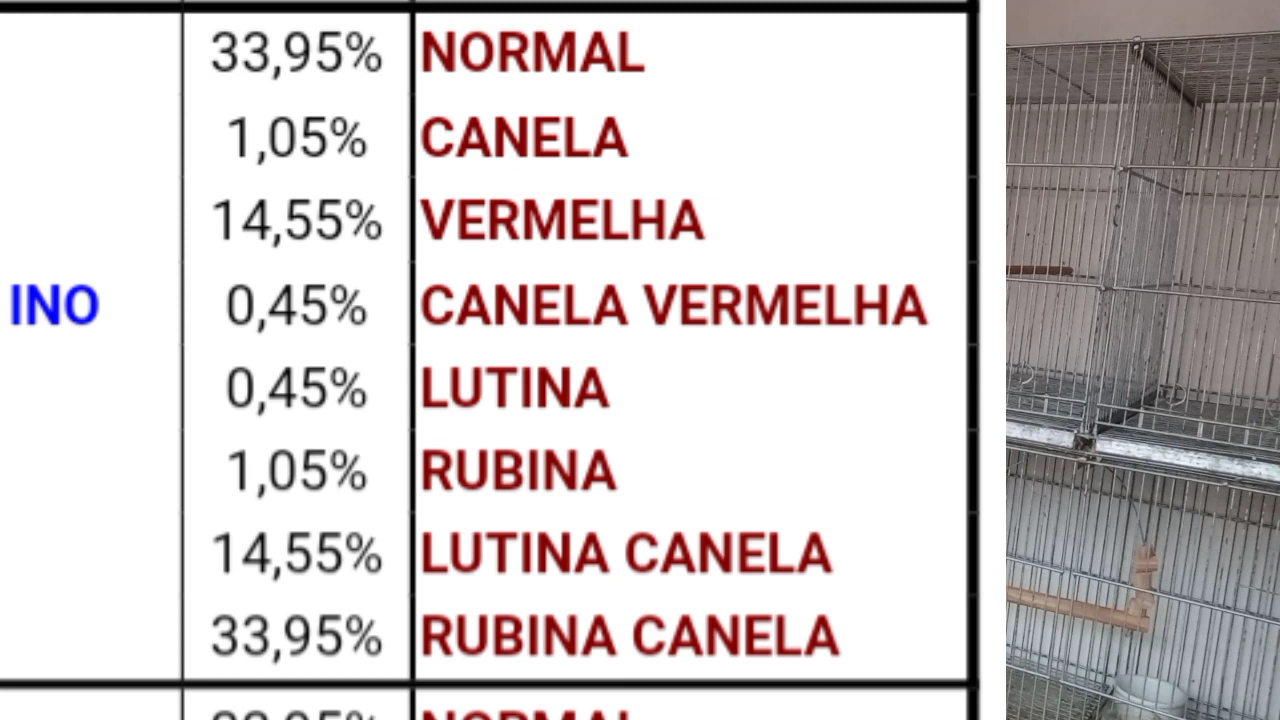 33,95% NORMAL
1,05% CANELA
14,55% VERMELHA
INO 0,45% CANELA VERMELHA
0,45% LUTINA
1,05% RUBINA
14,55% LUTINA CANELA
33,95% RUBINA CANELA